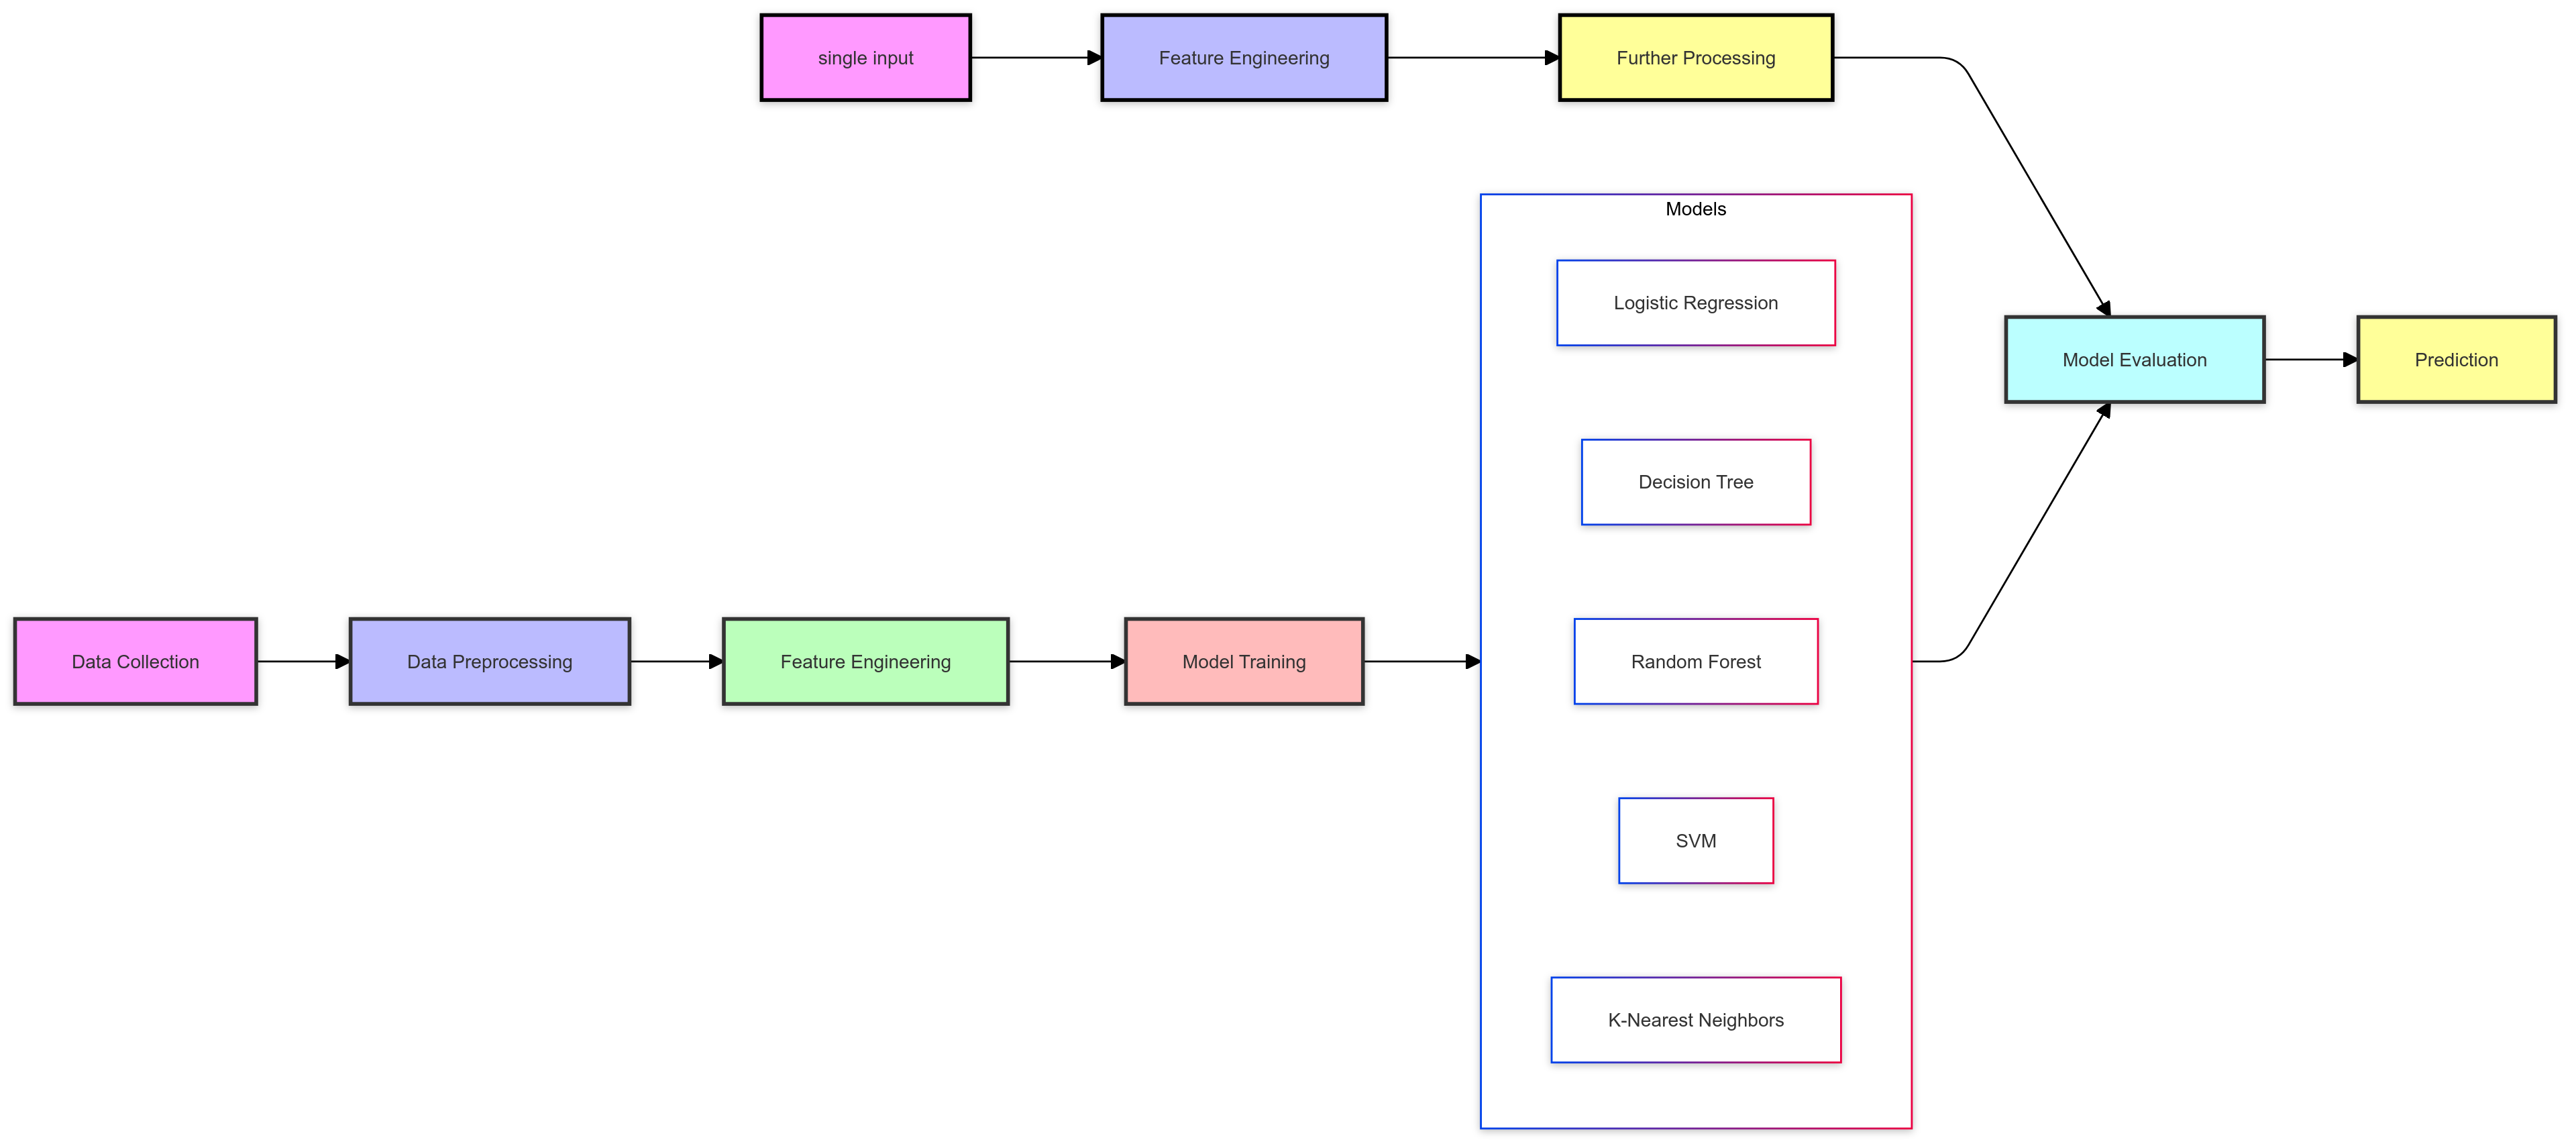 single input
Feature Engineering
Further Processing
Models
Logistic Regression
Decision Tree
Random Forest
SVM
K-Nearest Neighbors
Data Collection
Data Preprocessing
Feature Engineering
Model Training
Model Evaluation
Prediction